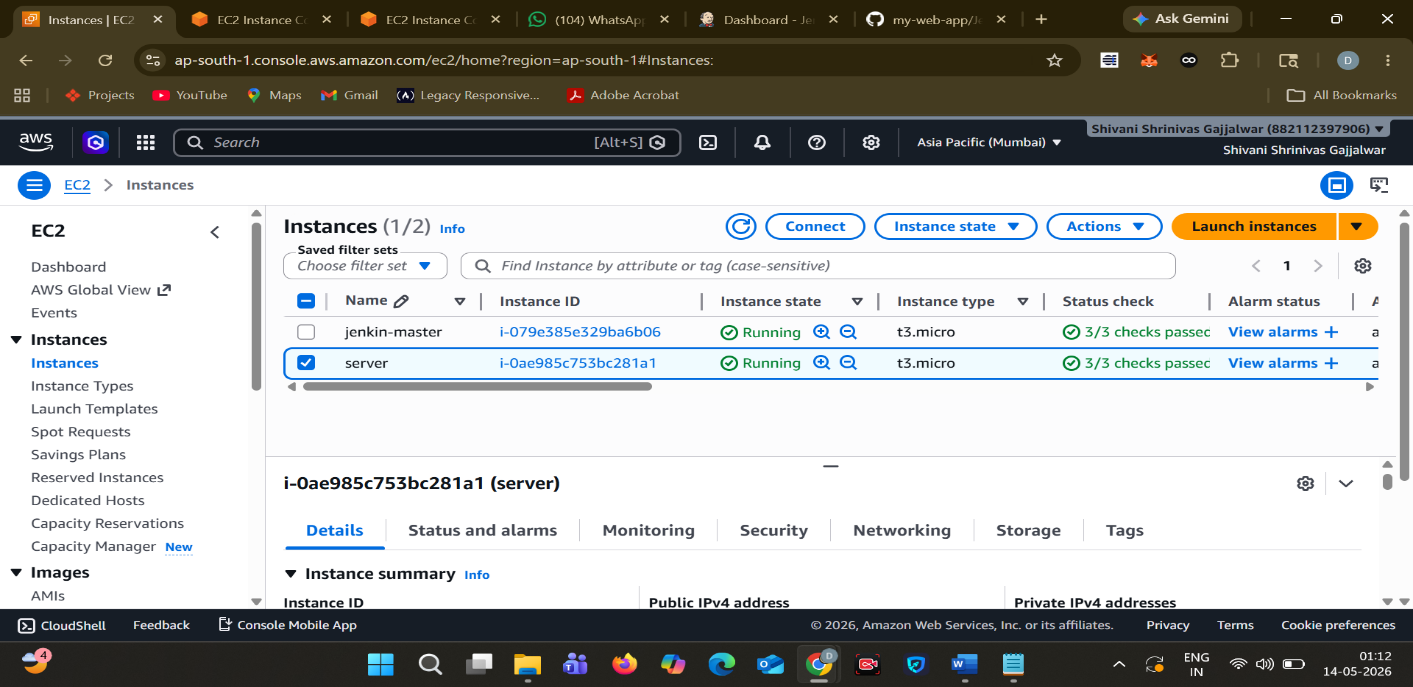 Instances | EC2
EC2 Instance Co
EC2 Instance Co
(104) WhatsApp
Dashboard - Jen
my-web-app/Je
Ask Gemini
ap-south-1.console.aws.amazon.com/ec2/home?region=ap-south-1#Instances:
D
Projects
YouTube
Maps
Gmail
Legacy Responsive...
Adobe Acrobat
All Bookmarks
aws
Search
[Alt+S]
Asia Pacific (Mumbai)
Shivani Shrinivas Gajjalwar (882112397906)
Shivani Shrinivas Gajjalwar
EC2
Instances
EC2
Dashboard
AWS Global View
Events
Instances
Instances
Instance Types
Launch Templates
Spot Requests
Savings Plans
Reserved Instances
Dedicated Hosts
Capacity Reservations
Capacity Manager New
Images
AMIs
Instances (1/2) Info
Connect
Instance state
Actions
Launch instances
Saved filter sets
Choose filter set
Find Instance by attribute or tag (case-sensitive)
1
Name Instance ID Instance state Instance type Status check Alarm status A
jenkin-master i-079e385e329ba6b06 Running t3.micro 3/3 checks passed View alarms + a
server i-0ae985c753bc281a1 Running t3.micro 3/3 checks passed View alarms + a
i-0ae985c753bc281a1 (server)
Details Status and alarms Monitoring Security Networking Storage Tags
Instance summary Info
Instance ID Public IPv4 address Private IPv4 addresses
CloudShell Feedback Console Mobile App © 2026, Amazon Web Services, Inc. or its affiliates. Privacy Terms Cookie preferences
4
D
ENG
IN
01:12
14-05-2026